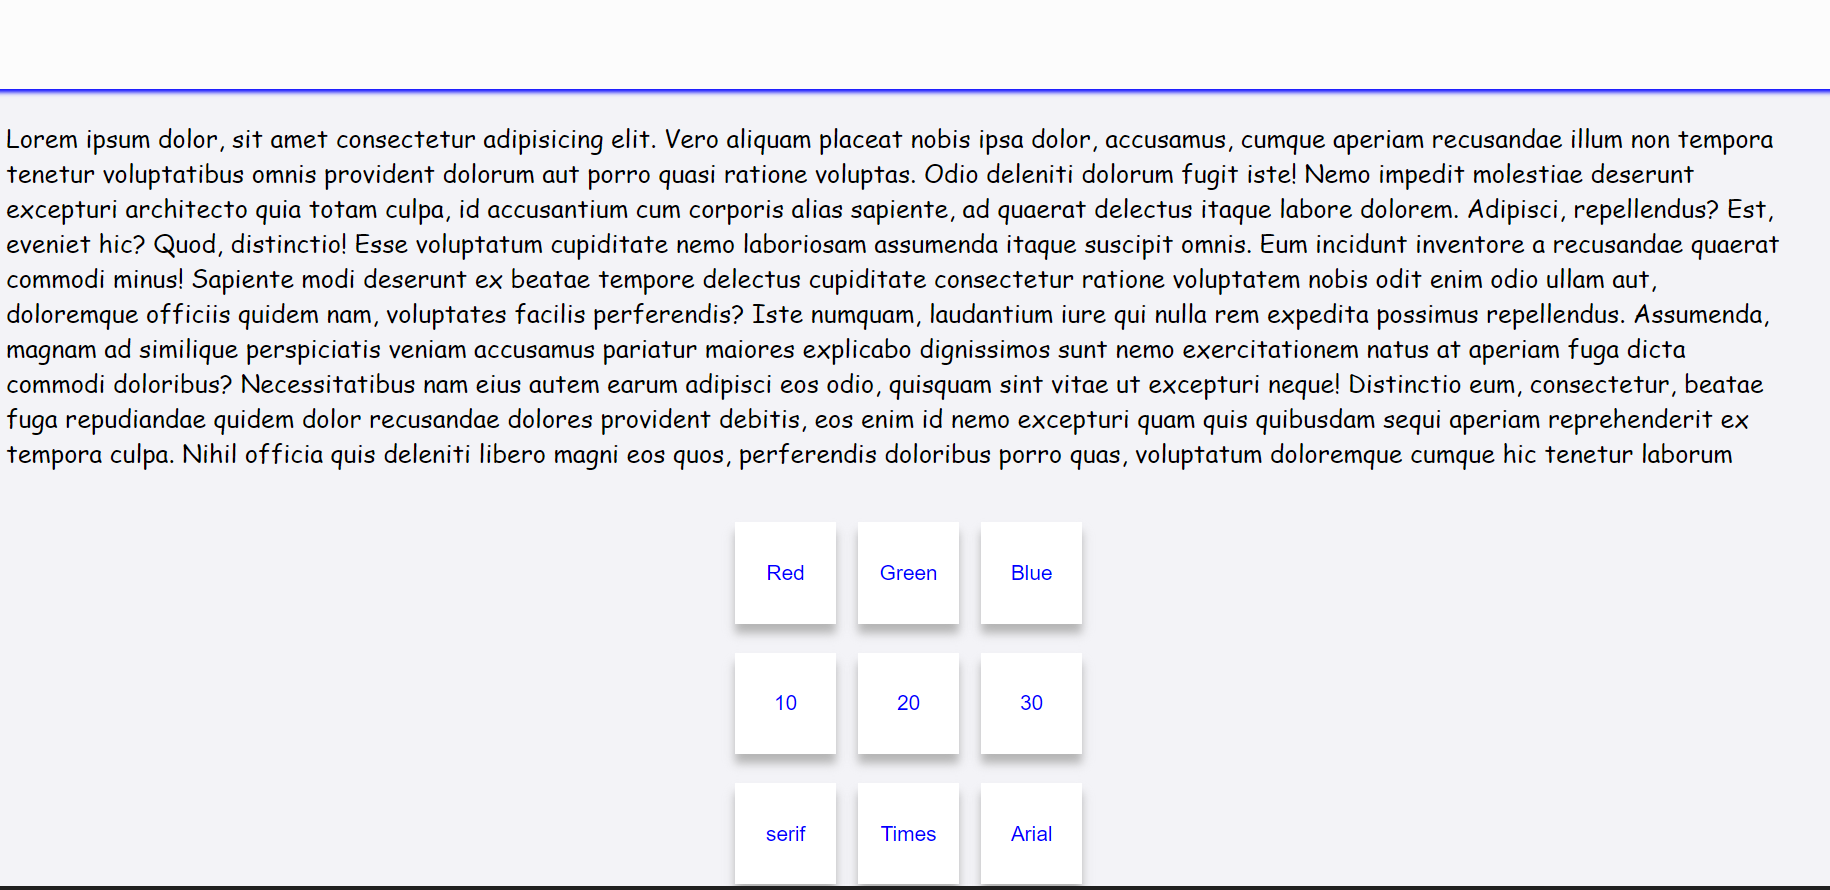 Lorem ipsum dolor, sit amet consectetur adipisicing elit. Vero aliquam placeat nobis ipsa dolor, accusamus, cumque aperiam recusandae illum non tempora
tenetur voluptatibus omnis provident dolorum aut porro quasi ratione voluptas. Odio deleniti dolorum fugit iste! Nemo impedit molestiae deserunt
excepturi architecto quia totam culpa, id accusantium cum corporis alias sapiente, ad quaerat delectus itaque labore dolorem. Adipisci, repellendus? Est,
eveniet hic? Quod, distinctio! Esse voluptatum cupiditate nemo laboriosam assumenda itaque suscipit omnis. Eum incidunt inventore a recusandae quaerat
commodi minus! Sapiente modi deserunt ex beatae tempore delectus cupiditate consectetur ratione voluptatem nobis odit enim odio ullam aut,
doloremque officiis quidem nam, voluptates facilis perferendis? Iste numquam, laudantium iure qui nulla rem expedita possimus repellendus. Assumenda,
magnam ad similique perspiciatis veniam accusamus pariatur maiores explicabo dignissimos sunt nemo exercitationem natus at aperiam fuga dicta
commodi doloribus? Necessitatibus nam eius autem earum adipisci eos odio, quisquam sint vitae ut excepturi neque! Distinctio eum, consectetur, beatae
fuga repudiandae quidem dolor recusandae dolores provident debitis, eos enim id nemo excepturi quam quis quibusdam sequi aperiam reprehenderit ex
tempora culpa. Nihil officia quis deleniti libero magni eos quos, perferendis doloribus porro quas, voluptatum doloremque cumque hic tenetur laborum
Red Green Blue
10 20 30
serif Times Arial